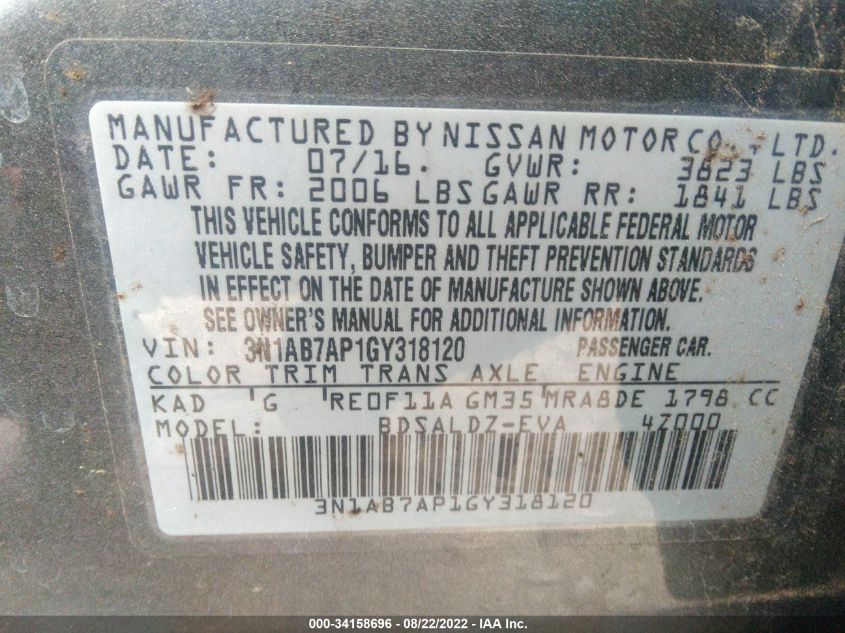 MANUFACTURED BY NISSAN MOTOR CO., LTD.
DATE: 07/16. GVWR: 3823 LBS
GAWR FR: 2006 LBS GAWR RR: 1841 LBS
THIS VEHICLE CONFORMS TO ALL APPLICABLE FEDERAL MOTOR
VEHICLE SAFETY, BUMPER AND THEFT PREVENTION STANDARDS
IN EFFECT ON THE DATE OF MANUFACTURE SHOWN ABOVE.
SEE OWNER'S MANUAL FOR ADDITIONAL INFORMATION.
VIN: 3N1AB7AP1GY318120 PASSENGER CAR.
COLOR TRIM TRANS AXLE ENGINE
KAD 'G 'RE0F11A GM35'MRA8DE 1798 CC
MODEL: BDSALDZ-EVA 4Z000
3N1AB7AP1GY318120
000-34158696 - 08/22/2022 - IAA Inc.